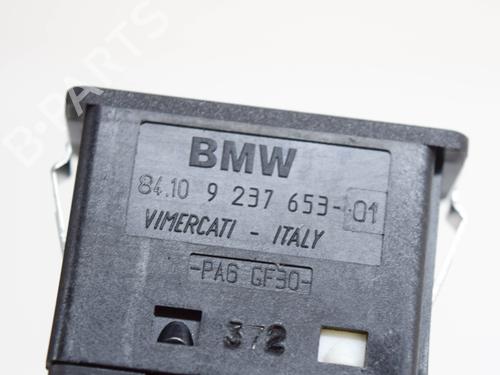 BMW
84.10 9 237 653-01
VIMERCATI - ITALY
-PA6 GF30-
372
B-PARTS